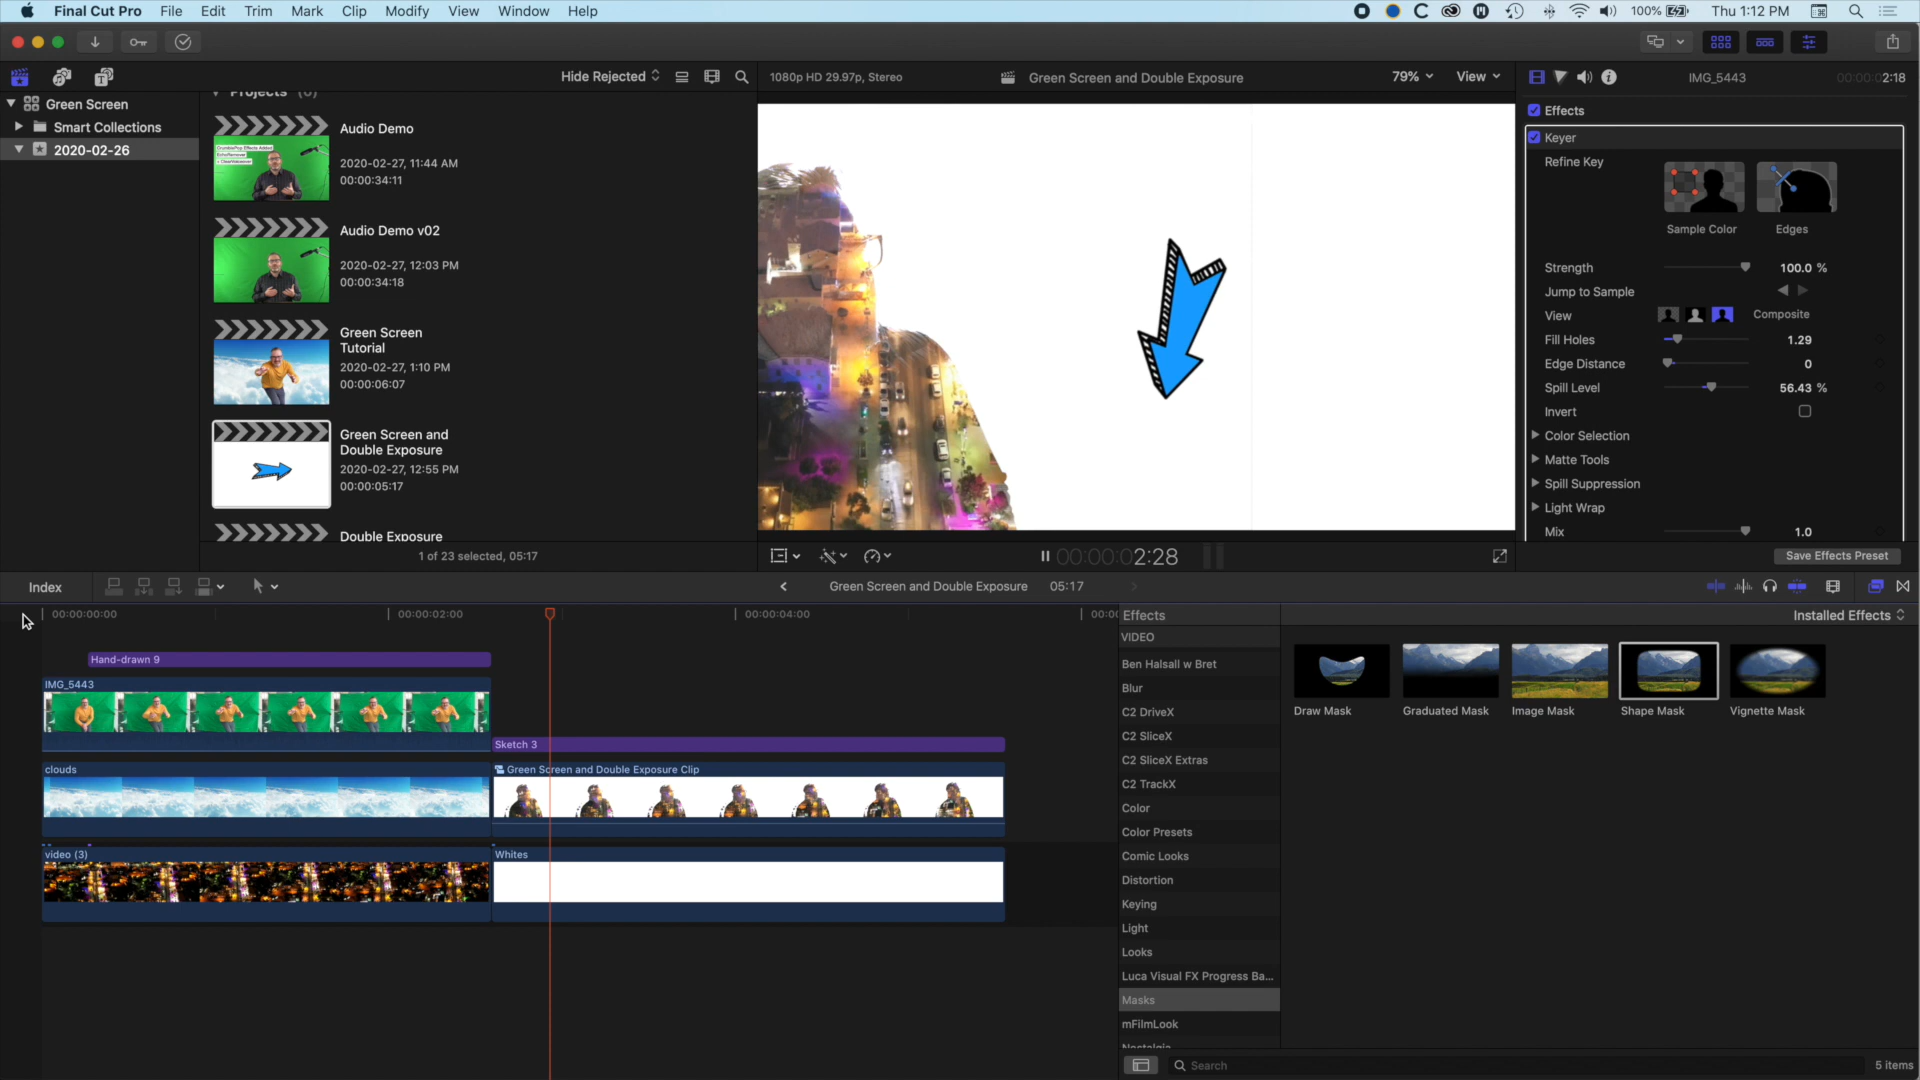 Final Cut Pro File Edit Trim Mark Clip Modify View Window Help 100% Thu 1:12 PM
Hide Rejected
1080p HD 29.97p, Stereo
Green Screen and Double Exposure
79%
View
IMG_5443
00:00:02:18
Green Screen
Smart Collections
2020-02-26
Projects
Audio Demo
2020-02-27, 11:44 AM
00:00:34:11
Audio Demo v02
2020-02-27, 12:03 PM
00:00:34:18
Green Screen
Tutorial
2020-02-27, 1:10 PM
00:00:06:07
Green Screen and
Double Exposure
2020-02-27, 12:55 PM
00:00:05:17
Double Exposure
1 of 23 selected, 05:17
00:00:02:28
Effects
Keyer
Refine Key
Sample Color
Edges
Strength
100.0 %
Jump to Sample
View
Composite
Fill Holes
1.29
Edge Distance
0
Spill Level
56.43 %
Invert
Color Selection
Matte Tools
Spill Suppression
Light Wrap
Mix
1.0
Save Effects Preset
Index
Green Screen and Double Exposure
05:17
00:00:00:00
00:00:02:00
00:00:04:00
Hand-drawn 9
IMG_5443
clouds
video (3)
Sketch 3
Green Screen and Double Exposure Clip
Whites
Effects
Installed Effects
VIDEO
Ben Halsall w Bret
Blur
C2 DriveX
C2 SliceX
C2 SliceX Extras
C2 TrackX
Color
Color Presets
Comic Looks
Distortion
Keying
Light
Looks
Luca Visual FX Progress Ba...
Masks
mFilmLook
Nostalgia
Draw Mask
Graduated Mask
Image Mask
Shape Mask
Vignette Mask
Search
5 items